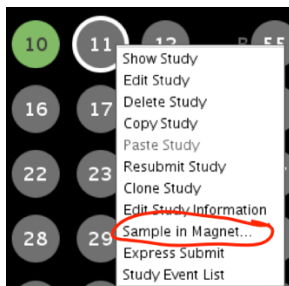 10 11 12 R 55
Show Study
Edit Study
Delete Study
Copy Study
16 17
Paste Study
Resubmit Study
22 23
Clone Study
Edit Study Information
28 29
Sample in Magnet...
Express Submit
Study Event List